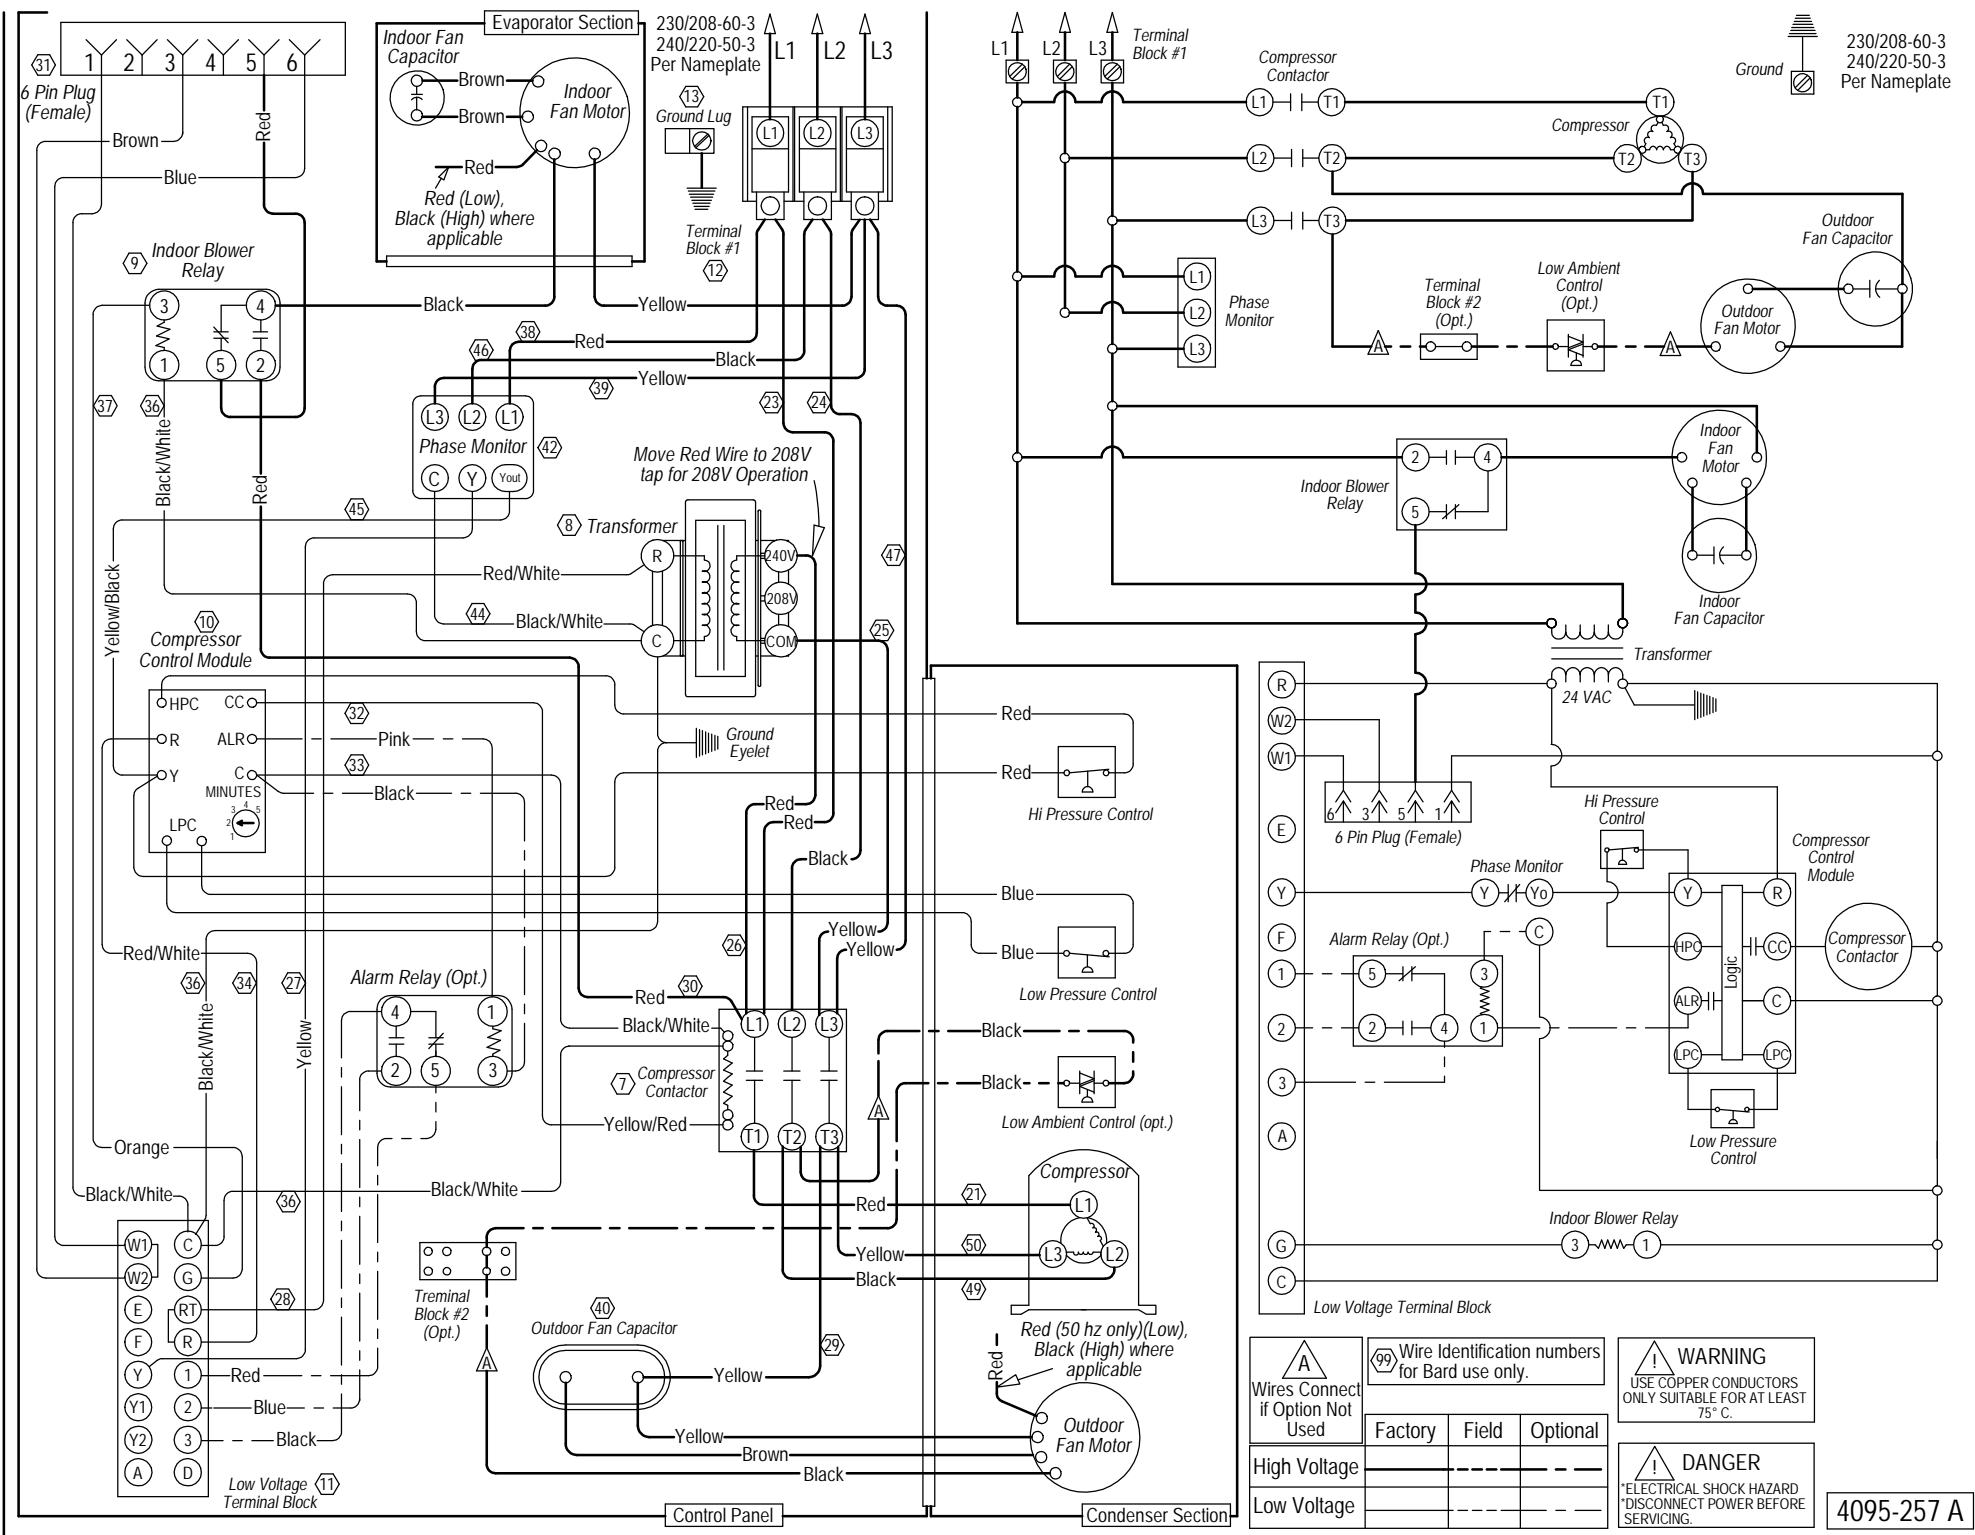 Evaporator Section
230/208-60-3
240/220-50-3
Per Nameplate
L1 L2 L3
31
1 2 3 4 5 6
6 Pin Plug
(Female)
Indoor Fan
Capacitor
Brown
Brown
Indoor
Fan Motor
Red
Red (Low),
Black (High) where
applicable
13
Ground Lug
L1 L2 L3
Terminal
Block #1
12
Red
Brown
Blue
9
Indoor Blower
Relay
3 4
1 5 2
Black
Yellow
38
Red
46
Black
Yellow
39
37
36
23
24
L3 L2 L1
Phase Monitor
42
C Y Yout
Move Red Wire to 208V
tap for 208V Operation
Black/White
Red
45
8
Transformer
R
C
240V
208V
COM
47
Red/White
44
Black/White
25
Yellow/Black
10
Compressor
Control Module
HPC CC
R ALR
Y C
MINUTES
1 2 3 4 5
LPC
32
Pink
33
Black
Ground
Eyelet
Red
Red
Hi Pressure Control
Red
Red
Black
Blue
Blue
Low Pressure Control
Yellow
Yellow
26
Red/White
36
34
27
Black/White
Yellow
Alarm Relay (Opt.)
4 1
2 5 3
Red
30
Black/White
L1 L2 L3
7
Compressor
Contactor
Yellow/Red
T1 T2 T3
Black
Black
Low Ambient Control (opt.)
A
Orange
Black/White
36
Black/White
Compressor
L1
L3 L2
Red
21
Yellow
50
Black
49
W1 C
W2 G
E RT
F R
Y 1
Y1 2
Y2 3
A D
28
Red
Blue
Black
Low Voltage
Terminal Block
11
Treminal
Block #2
(Opt.)
A
40
Outdoor Fan Capacitor
29
Yellow
Yellow
Brown
Black
Red (50 hz only)(Low),
Black (High) where
applicable
Red
Outdoor
Fan Motor
Control Panel
Condenser Section
L1 L2 L3
Terminal
Block #1
Ground
230/208-60-3
240/220-50-3
Per Nameplate
Compressor
Contactor
L1 T1
L2 T2
L3 T3
Compressor
T1
T2 T3
L1
L2
L3
Phase
Monitor
Terminal
Block #2
(Opt.)
Low Ambient
Control
(Opt.)
A
A
Outdoor
Fan Motor
Outdoor
Fan Capacitor
Indoor Blower
Relay
2 4
5
Indoor
Fan
Motor
Indoor
Fan Capacitor
Transformer
24 VAC
R
W2
W1
E
Y
F
1
2
3
A
G
C
6 3 5 1
6 Pin Plug (Female)
Hi Pressure
Control
Compressor
Control
Module
Phase Monitor
Y Yo
Y R
HPC CC
ALR C
LPC LPC
Logic
Compressor
Contactor
Alarm Relay (Opt.)
5 3
2 4 1
C
Low Pressure
Control
Indoor Blower Relay
3 1
Low Voltage Terminal Block
A
Wires Connect
if Option Not
Used
99
Wire Identification numbers
for Bard use only.
Factory Field Optional
High Voltage
Low Voltage
! WARNING
USE COPPER CONDUCTORS
ONLY SUITABLE FOR AT LEAST
75° C.
! DANGER
*ELECTRICAL SHOCK HAZARD
*DISCONNECT POWER BEFORE
SERVICING.
4095-257 A